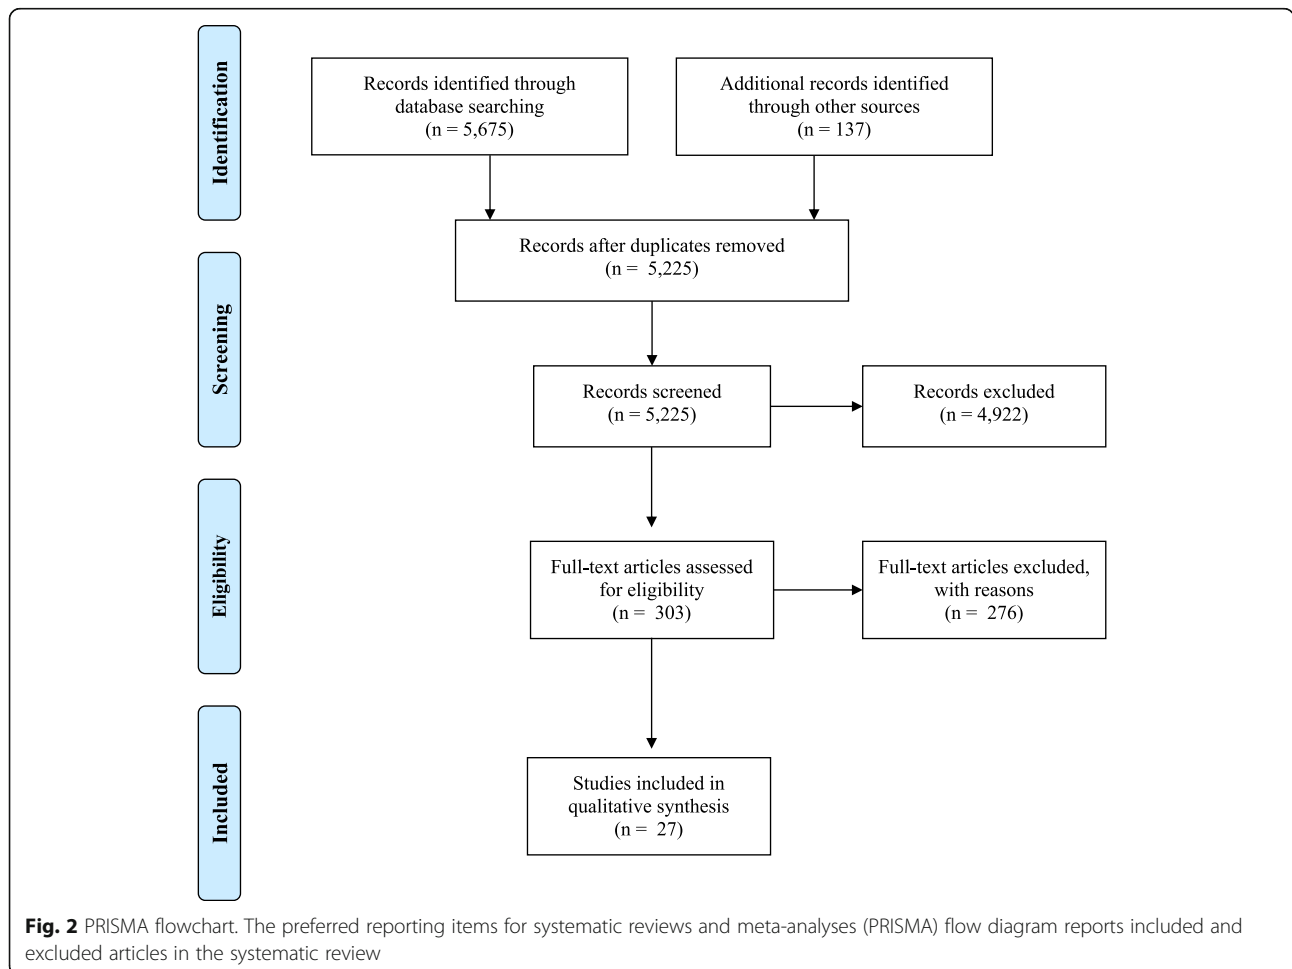 Identification
Records identified through
database searching
(n = 5,675)
Additional records identified
through other sources
(n = 137)
Records after duplicates removed
(n = 5,225)
Screening
Records screened
(n = 5,225)
Records excluded
(n = 4,922)
Eligibility
Full-text articles assessed
for eligibility
(n = 303)
Full-text articles excluded,
with reasons
(n = 276)
Included
Studies included in
qualitative synthesis
(n = 27)
Fig. 2 PRISMA flowchart. The preferred reporting items for systematic reviews and meta-analyses (PRISMA) flow diagram reports included and
excluded articles in the systematic review